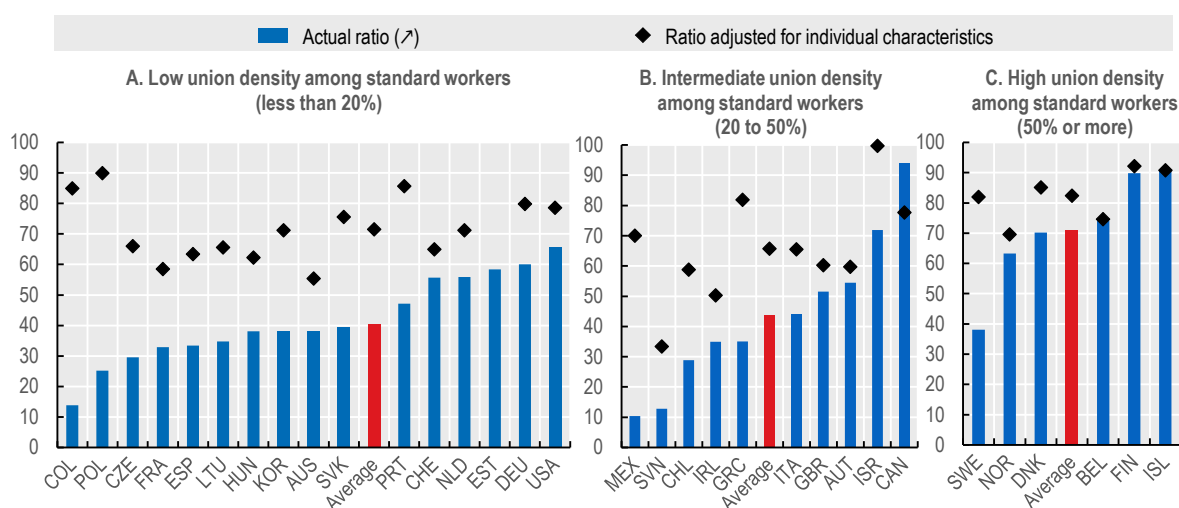 Actual ratio (↗)
Ratio adjusted for individual characteristics
A. Low union density among standard workers
(less than 20%)
100
90
80
70
60
50
40
30
20
10
0
COL
POL
CZE
FRA
ESP
LTU
HUN
KOR
AUS
SVK
Average
PRT
CHE
NLD
EST
DEU
USA
B. Intermediate union density
among standard workers
(20 to 50%)
100
90
80
70
60
50
40
30
20
10
0
MEX
SVN
CHL
IRL
GRC
Average
ITA
GBR
AUT
ISR
CAN
C. High union density
among standard workers
(50% or more)
100
90
80
70
60
50
40
30
20
10
0
SWE
NOR
DNK
Average
BEL
FIN
ISL